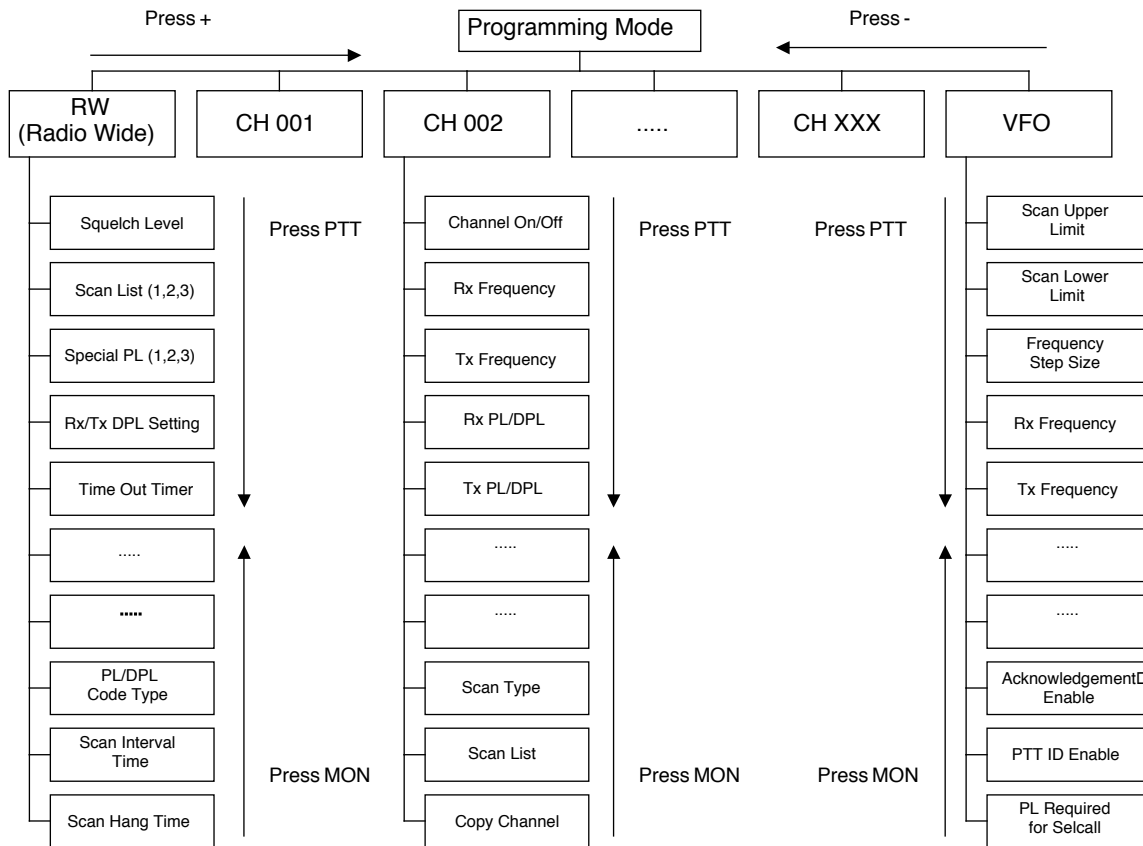 Press +
Programming Mode
Press -
RW
(Radio Wide)
CH 001
CH 002
.....
CH XXX
VFO
Squelch Level
Scan List (1,2,3)
Special PL (1,2,3)
Rx/Tx DPL Setting
Time Out Timer
.....
.....
PL/DPL
Code Type
Scan Interval
Time
Scan Hang Time
Press PTT
Press MON
Channel On/Off
Rx Frequency
Tx Frequency
Rx PL/DPL
Tx PL/DPL
.....
.....
Scan Type
Scan List
Copy Channel
Press PTT
Press MON
Press PTT
Press MON
Scan Upper
Limit
Scan Lower
Limit
Frequency
Step Size
Rx Frequency
Tx Frequency
.....
.....
AcknowledgementD
Enable
PTT ID Enable
PL Required
for Selcall